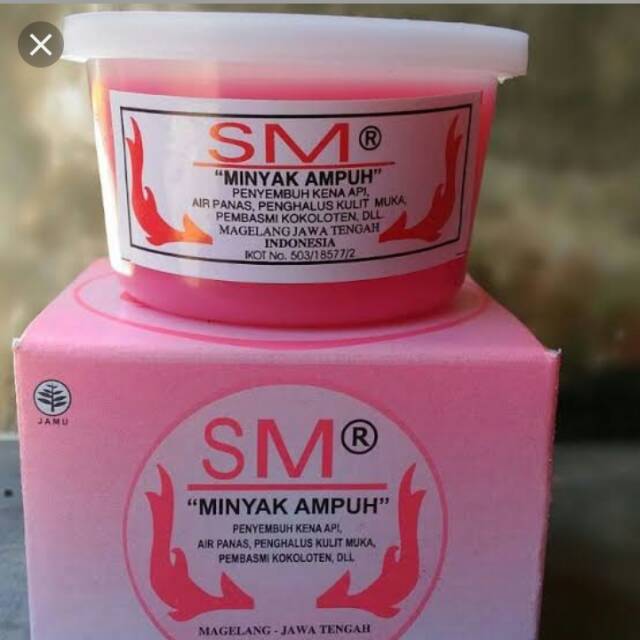 SM®
“MINYAK AMPUH”
PENYEMBUH KENA API,
AIR PANAS, PENGHALUS KULIT MUKA,
PEMBASMI KOKOLOTEN, DLL.
MAGELANG JAWA TENGAH
INDONESIA
IKOT No. 503/18577/2
JAMU
SM®
“MINYAK AMPUH”
PENYEMBUH KENA API,
AIR PANAS, PENGHALUS KULIT MUKA,
PEMBASMI KOKOLOTEN, DLL
MAGELANG - JAWA TENGAH